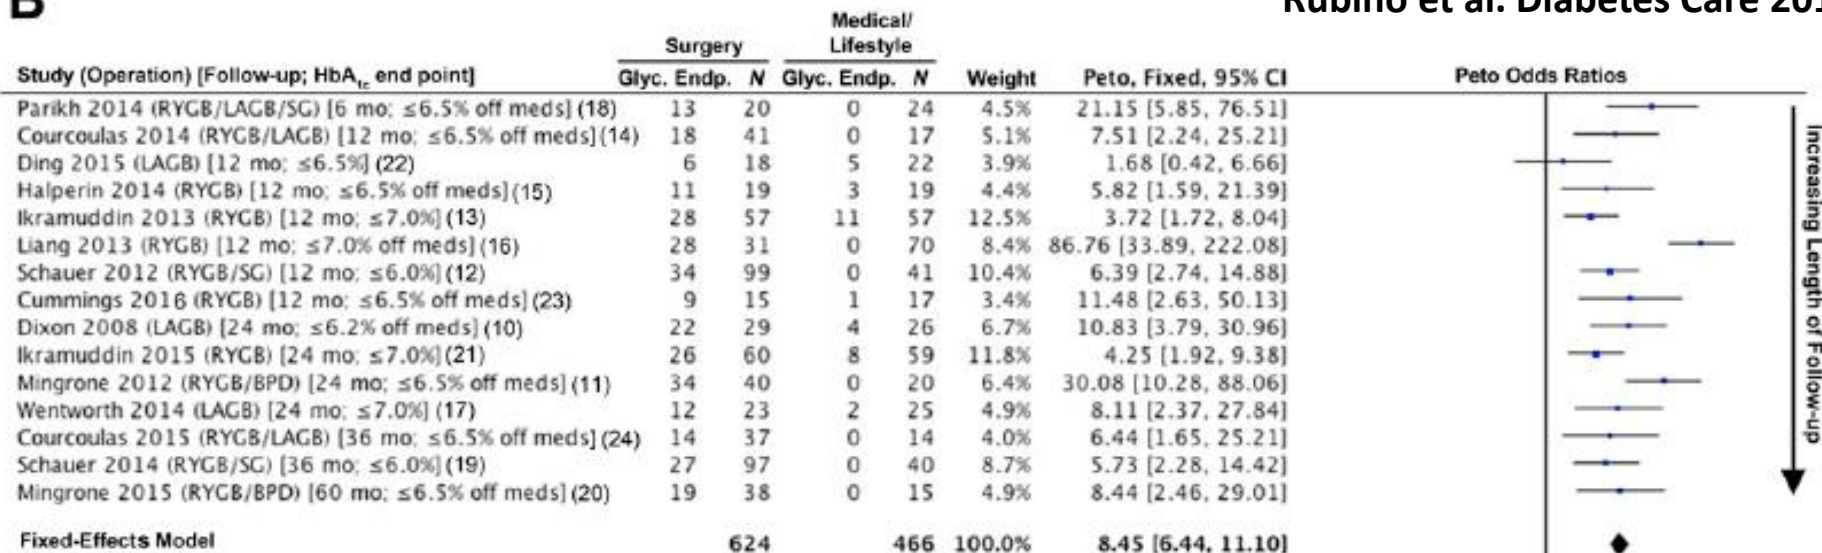 B
Rubino et al. Diabetes Care 201
Medical/
Surgery Lifestyle
Study (Operation) [Follow-up; HbA1c end point] Glyc. Endp. N Glyc. Endp. N Weight Peto, Fixed, 95% CI Peto Odds Ratios
Parikh 2014 (RYGB/LAGB/SG) [6 mo; ≤6.5% off meds] (18) 13 20 0 24 4.5% 21.15 [5.85, 76.51]
Courcoulas 2014 (RYGB/LAGB) [12 mo; ≤6.5% off meds] (14) 18 41 0 17 5.1% 7.51 [2.24, 25.21]
Ding 2015 (LAGB) [12 mo; ≤6.5%] (22) 6 18 5 22 3.9% 1.68 [0.42, 6.66]
Halperin 2014 (RYGB) [12 mo; ≤6.5% off meds] (15) 11 19 3 19 4.4% 5.82 [1.59, 21.39]
Ikramuddin 2013 (RYGB) [12 mo; ≤7.0%] (13) 28 57 11 57 12.5% 3.72 [1.72, 8.04]
Liang 2013 (RYGB) [12 mo; ≤7.0% off meds] (16) 28 31 0 70 8.4% 86.76 [33.89, 222.08]
Schauer 2012 (RYGB/SG) [12 mo; ≤6.0%] (12) 34 99 0 41 10.4% 6.39 [2.74, 14.88]
Cummings 2016 (RYGB) [12 mo; ≤6.5% off meds] (23) 9 15 1 17 3.4% 11.48 [2.63, 50.13]
Dixon 2008 (LAGB) [24 mo; ≤6.2% off meds] (10) 22 29 4 26 6.7% 10.83 [3.79, 30.96]
Ikramuddin 2015 (RYGB) [24 mo; ≤7.0%] (21) 26 60 8 59 11.8% 4.25 [1.92, 9.38]
Mingrone 2012 (RYGB/BPD) [24 mo; ≤6.5% off meds] (11) 34 40 0 20 6.4% 30.08 [10.28, 88.06]
Wentworth 2014 (LAGB) [24 mo; ≤7.0%] (17) 12 23 2 25 4.9% 8.11 [2.37, 27.84]
Courcoulas 2015 (RYGB/LAGB) [36 mo; ≤6.5% off meds] (24) 14 37 0 14 4.0% 6.44 [1.65, 25.21]
Schauer 2014 (RYGB/SG) [36 mo; ≤6.0%] (19) 27 97 0 40 8.7% 5.73 [2.28, 14.42]
Mingrone 2015 (RYGB/BPD) [60 mo; ≤6.5% off meds] (20) 19 38 0 15 4.9% 8.44 [2.46, 29.01]
Fixed-Effects Model 624 466 100.0% 8.45 [6.44, 11.10]
Increasing Length of Follow-up